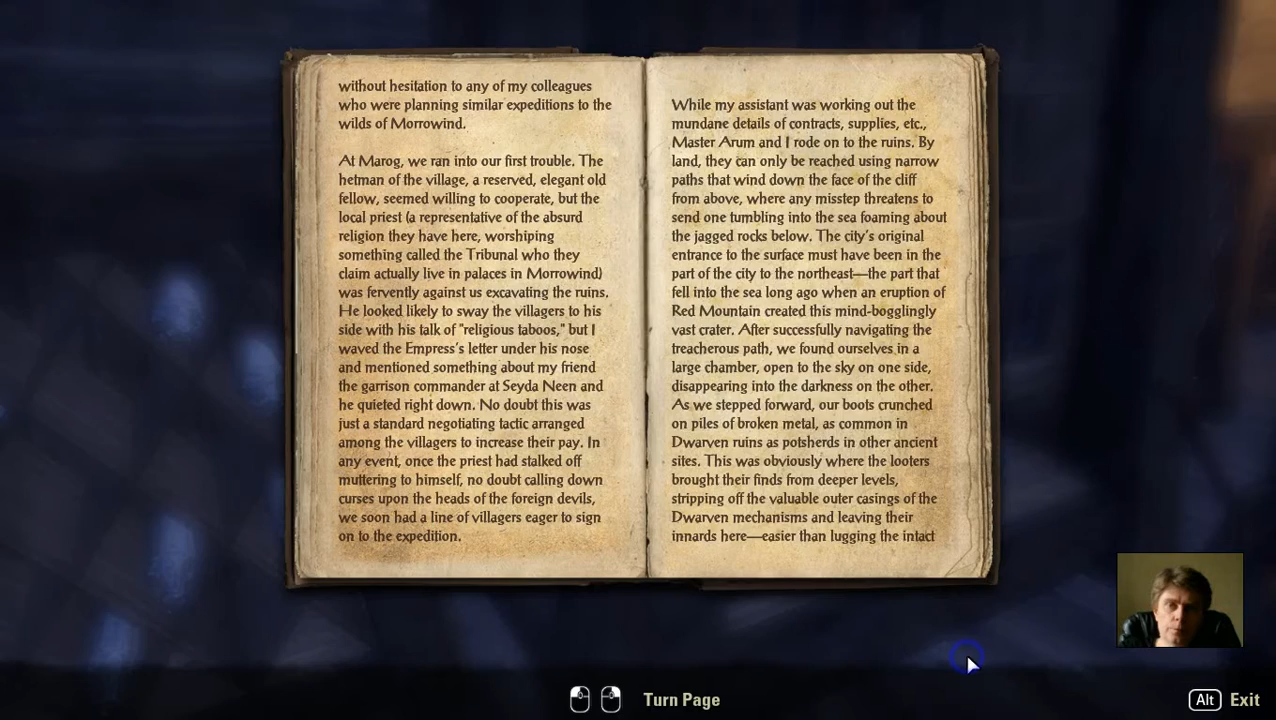 without hesitation to any of my colleagues
who were planning similar expeditions to the
wilds of Morrowind.
At Marog, we ran into our first trouble. The
hetman of the village, a reserved, elegant old
fellow, seemed willing to cooperate, but the
local priest (a representative of the absurd
religion they have here, worshiping
something called the Tribunal who they
claim actually live in palaces in Morrowind)
was fervently against us excavating the ruins.
He looked likely to sway the villagers to his
side with his talk of "religious taboos," but I
waved the Empress's letter under his nose
and mentioned something about my friend
the garrison commander at Seyda Neen and
he quieted right down. No doubt this was
just a standard negotiating tactic arranged
among the villagers to increase their pay. In
any event, once the priest had stalked off
muttering to himself, no doubt calling down
curses upon the heads of the foreign devils,
we soon had a line of villagers eager to sign
on to the expedition.
While my assistant was working out the
mundane details of contracts, supplies, etc.,
Master Arum and I rode on to the ruins. By
land, they can only be reached using narrow
paths that wind down the face of the cliff
from above, where any misstep threatens to
send one tumbling into the sea foaming about
the jagged rocks below. The city's original
entrance to the surface must have been in the
part of the city to the northeast—the part that
fell into the sea long ago when an eruption of
Red Mountain created this mind-bogglingly
vast crater. After successfully navigating the
treacherous path, we found ourselves in a
large chamber, open to the sky on one side,
disappearing into the darkness on the other.
As we stepped forward, our boots crunched
on piles of broken metal, as common in
Dwarven ruins as potsherds in other ancient
sites. This was obviously where the looters
brought their finds from deeper levels,
stripping off the valuable outer casings of the
Dwarven mechanisms and leaving their
innards here—easier than lugging the intact
Turn Page
Alt Exit